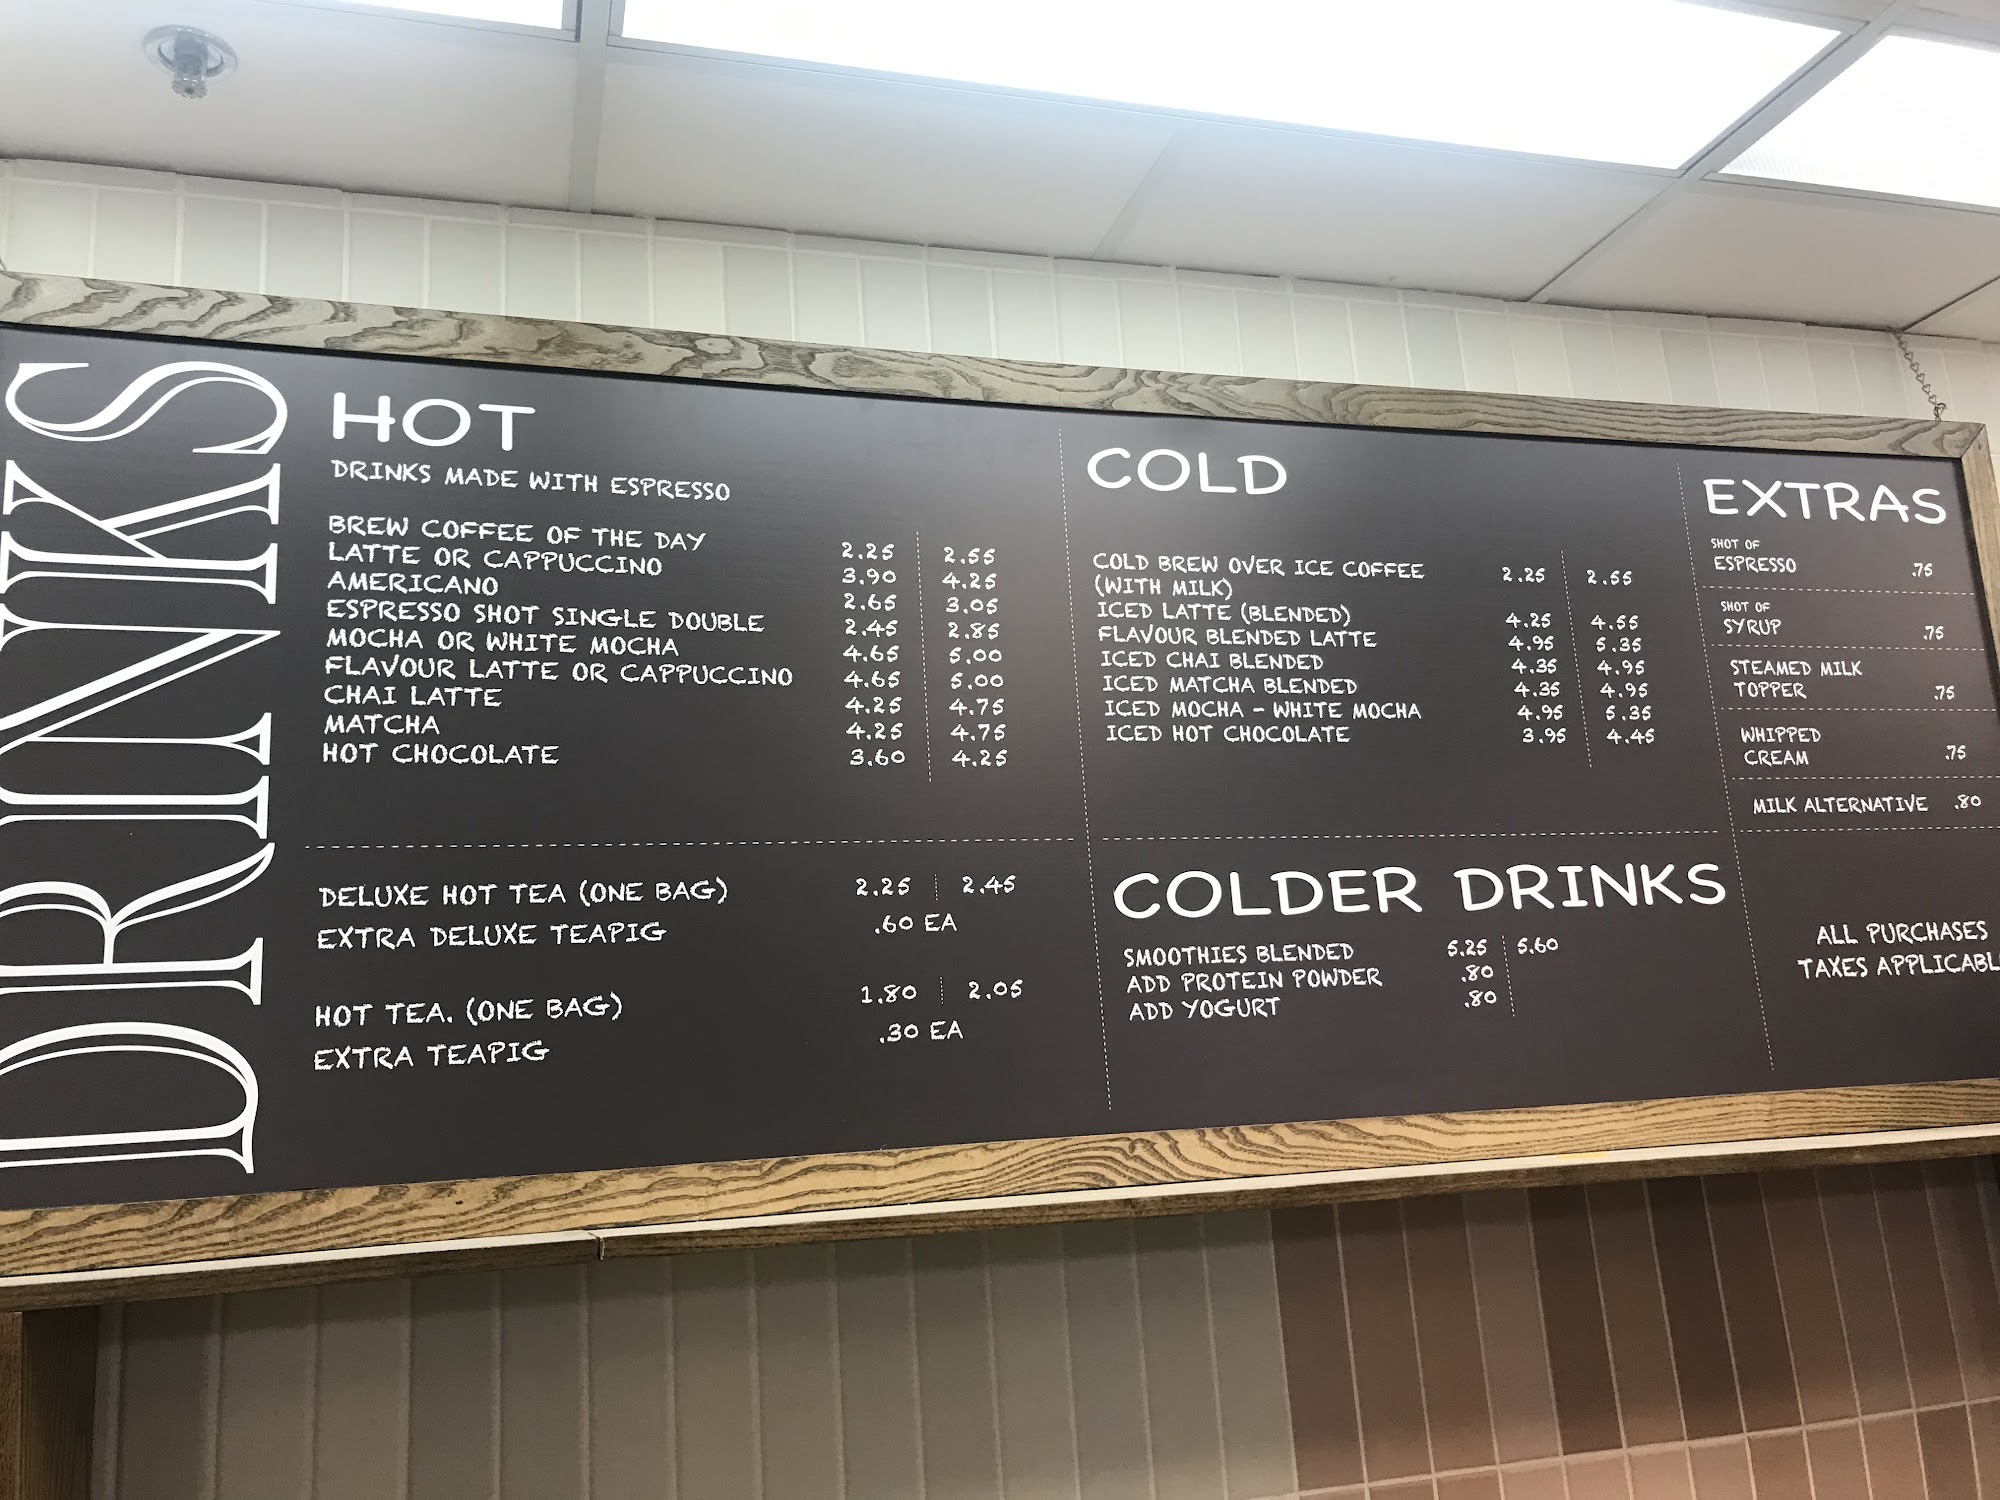 DRINKS
HOT
DRINKS MADE WITH ESPRESSO
BREW COFFEE OF THE DAY 2.25 2.55
LATTE OR CAPPUCCINO 3.90 4.25
AMERICANO 2.65 3.05
ESPRESSO SHOT SINGLE DOUBLE 2.45 2.85
MOCHA OR WHITE MOCHA 4.65 5.00
FLAVOUR LATTE OR CAPPUCCINO 4.65 5.00
CHAI LATTE 4.25 4.75
MATCHA 4.25 4.75
HOT CHOCOLATE 3.60 4.25
DELUXE HOT TEA (ONE BAG) 2.25 2.45
EXTRA DELUXE TEAPIG .60 EA
HOT TEA. (ONE BAG) 1.80 2.05
EXTRA TEAPIG .30 EA
COLD
COLD BREW OVER ICE COFFEE 2.25 2.55
(WITH MILK)
ICED LATTE (BLENDED) 4.25 4.55
FLAVOUR BLENDED LATTE 4.95 5.35
ICED CHAI BLENDED 4.35 4.95
ICED MATCHA BLENDED 4.35 4.95
ICED MOCHA - WHITE MOCHA 4.95 5.35
ICED HOT CHOCOLATE 3.95 4.45
COLDER DRINKS
SMOOTHIES BLENDED 5.25 5.60
ADD PROTEIN POWDER .80
ADD YOGURT .80
EXTRAS
SHOT OF
ESPRESSO .75
SHOT OF
SYRUP .75
STEAMED MILK
TOPPER .75
WHIPPED
CREAM .75
MILK ALTERNATIVE .80
ALL PURCHASES
TAXES APPLICABL